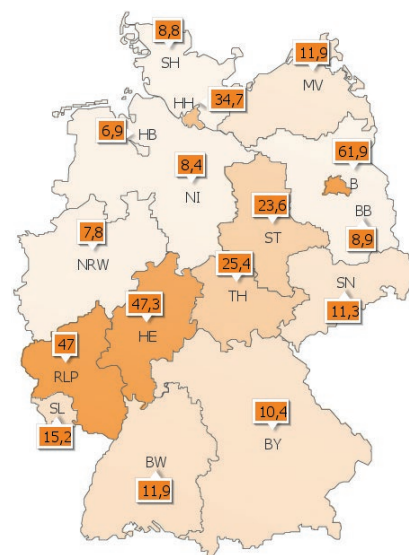 8,8
SH
11,9
MV
HH
34,7
6,9
HB
61,9
B
8,4
NI
23,6
ST
BB
8,9
7,8
NRW
25,4
TH
SN
11,3
47,3
HE
47
RLP
SL
15,2
10,4
BY
BW
11,9